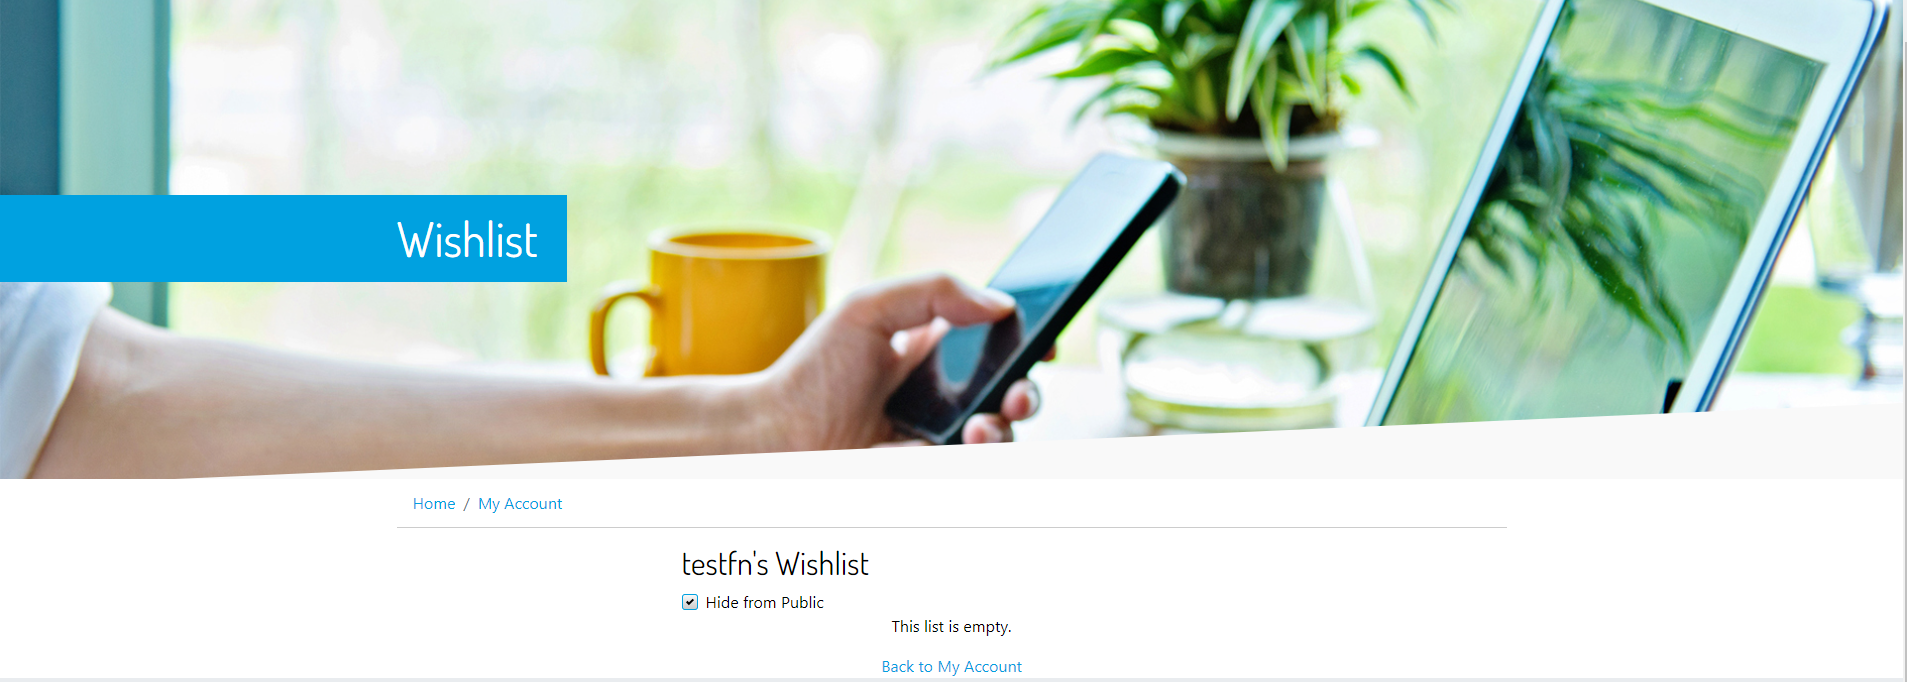 Wishlist
Home / My Account
testfn's Wishlist
Hide from Public
This list is empty.
Back to My Account